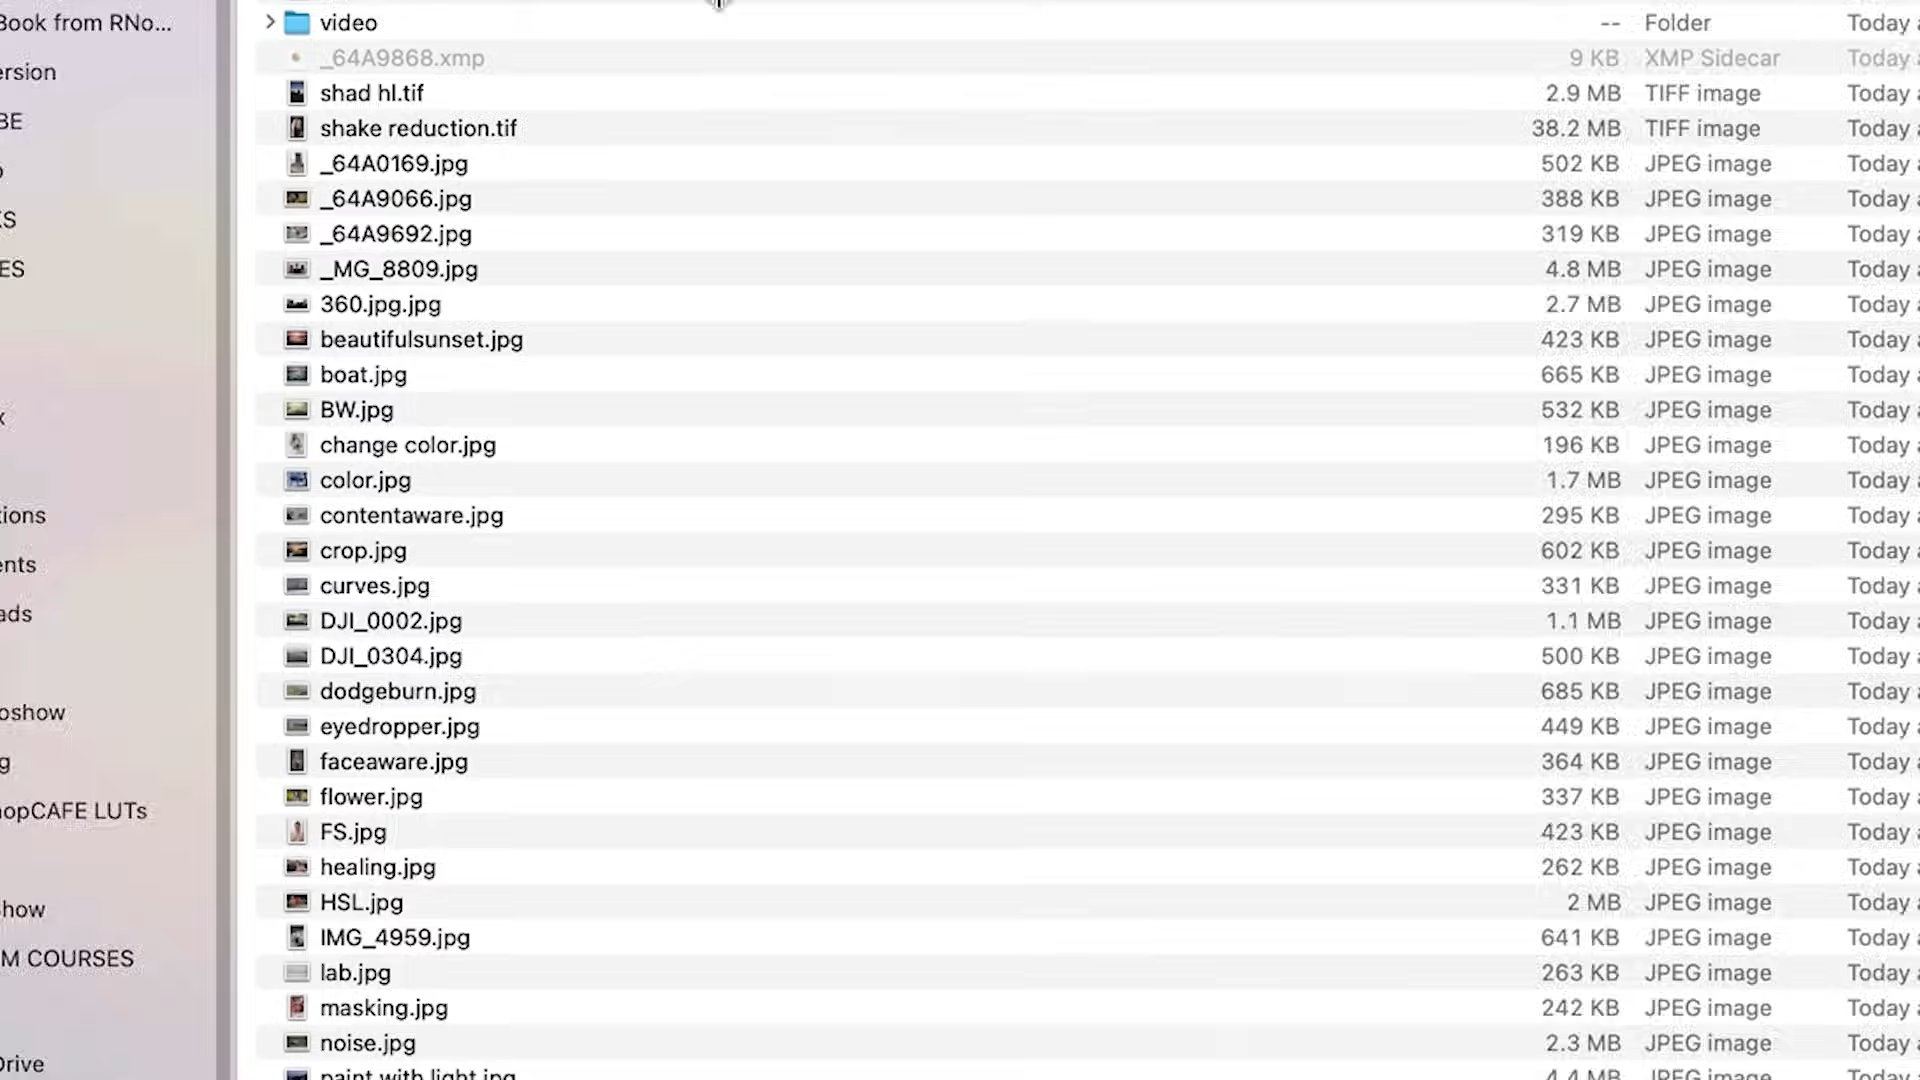 Book from RNo...
ersion
BE
ES
tions
ents
ads
oshow
hopCAFE LUTs
how
M COURSES
Drive
video -- Folder Today
_64A9868.xmp 9 KB XMP Sidecar Today
shad hl.tif 2.9 MB TIFF image Today
shake reduction.tif 38.2 MB TIFF image Today
_64A0169.jpg 502 KB JPEG image Today
_64A9066.jpg 388 KB JPEG image Today
_64A9692.jpg 319 KB JPEG image Today
_MG_8809.jpg 4.8 MB JPEG image Today
360.jpg.jpg 2.7 MB JPEG image Today
beautifulsunset.jpg 423 KB JPEG image Today
boat.jpg 665 KB JPEG image Today
BW.jpg 532 KB JPEG image Today
change color.jpg 196 KB JPEG image Today
color.jpg 1.7 MB JPEG image Today
contentaware.jpg 295 KB JPEG image Today
crop.jpg 602 KB JPEG image Today
curves.jpg 331 KB JPEG image Today
DJI_0002.jpg 1.1 MB JPEG image Today
DJI_0304.jpg 500 KB JPEG image Today
dodgeburn.jpg 685 KB JPEG image Today
eyedropper.jpg 449 KB JPEG image Today
faceaware.jpg 364 KB JPEG image Today
flower.jpg 337 KB JPEG image Today
FS.jpg 423 KB JPEG image Today
healing.jpg 262 KB JPEG image Today
HSL.jpg 2 MB JPEG image Today
IMG_4959.jpg 641 KB JPEG image Today
lab.jpg 263 KB JPEG image Today
masking.jpg 242 KB JPEG image Today
noise.jpg 2.3 MB JPEG image Today
paint with light.jpg 4.4 MB JPEG image Today